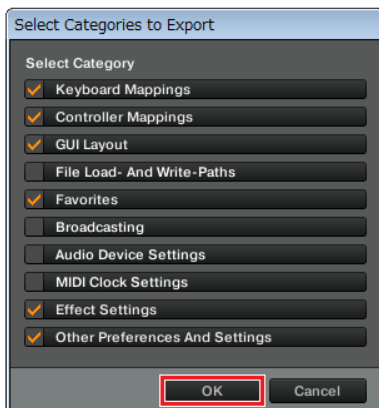 Select Categories to Export
Select Category
Keyboard Mappings
Controller Mappings
GUI Layout
File Load- And Write-Paths
Favorites
Broadcasting
Audio Device Settings
MIDI Clock Settings
Effect Settings
Other Preferences And Settings
OK Cancel